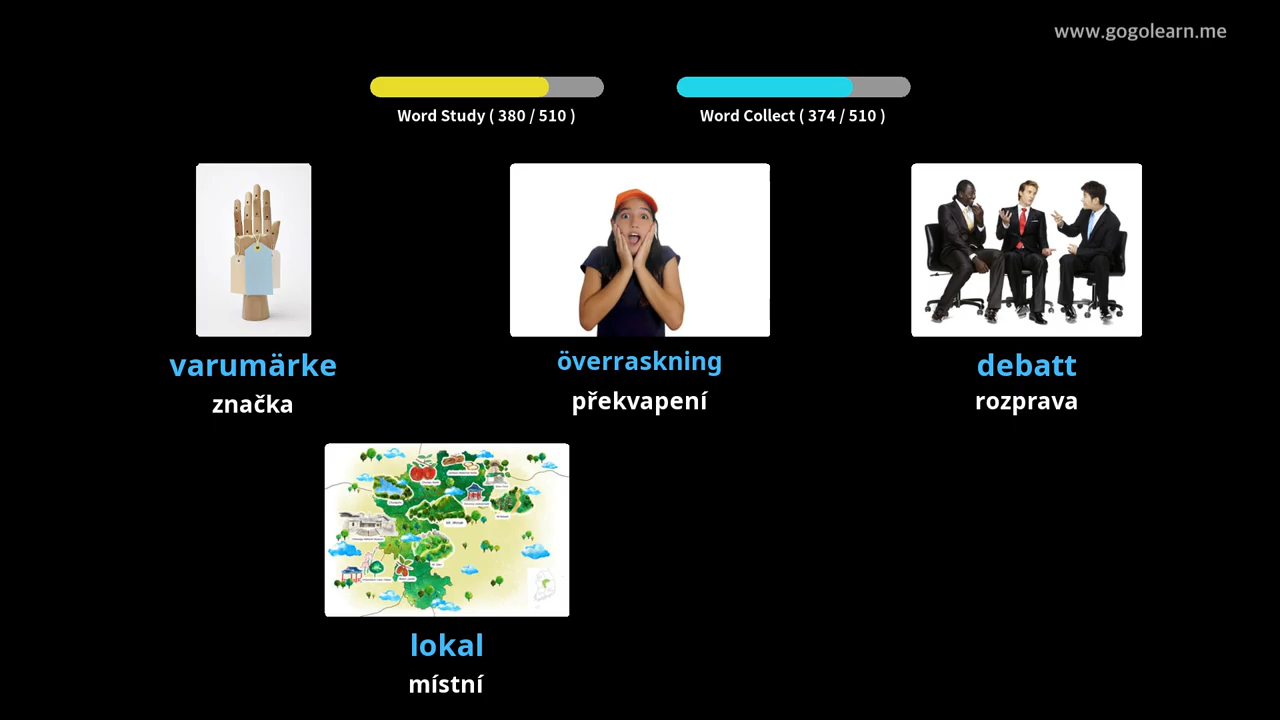 www.gogolearn.me
Word Study ( 380 / 510 )
Word Collect ( 374 / 510 )
varumärke
značka
överraskning
překvapení
debatt
rozprava
lokal
místní